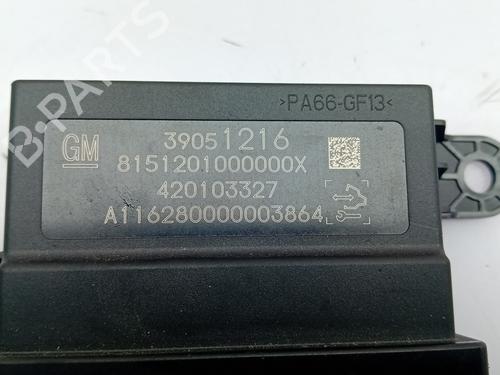 >PA66-GF13<
GM
39051216
8151201000000X
420103327
A116280000003864
B-PARTS